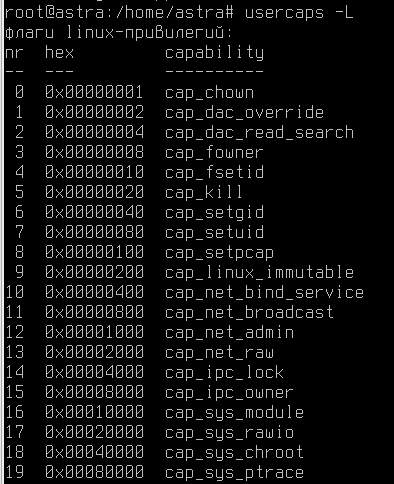 root@astra:/home/astra# usercaps -L
флаги linux-привилегий:
nr  hex         capability
--  ---         ----------
 0  0x00000001  cap_chown
 1  0x00000002  cap_dac_override
 2  0x00000004  cap_dac_read_search
 3  0x00000008  cap_fowner
 4  0x00000010  cap_fsetid
 5  0x00000020  cap_kill
 6  0x00000040  cap_setgid
 7  0x00000080  cap_setuid
 8  0x00000100  cap_setpcap
 9  0x00000200  cap_linux_immutable
10  0x00000400  cap_net_bind_service
11  0x00000800  cap_net_broadcast
12  0x00001000  cap_net_admin
13  0x00002000  cap_net_raw
14  0x00004000  cap_ipc_lock
15  0x00008000  cap_ipc_owner
16  0x00010000  cap_sys_module
17  0x00020000  cap_sys_rawio
18  0x00040000  cap_sys_chroot
19  0x00080000  cap_sys_ptrace